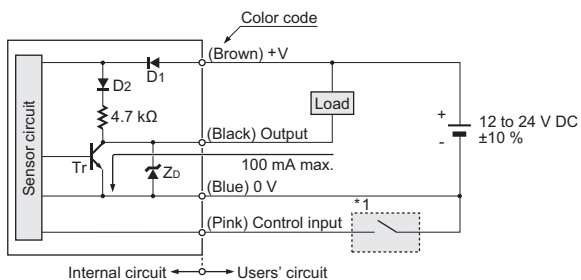 Color code
(Brown) +V
D1
D2
4.7 kΩ
Load
Sensor circuit
(Black) Output
12 to 24 V DC
±10 %
+
-
100 mA max.
Tr
ZD
(Blue) 0 V
*1
(Pink) Control input
Internal circuit
Users' circuit